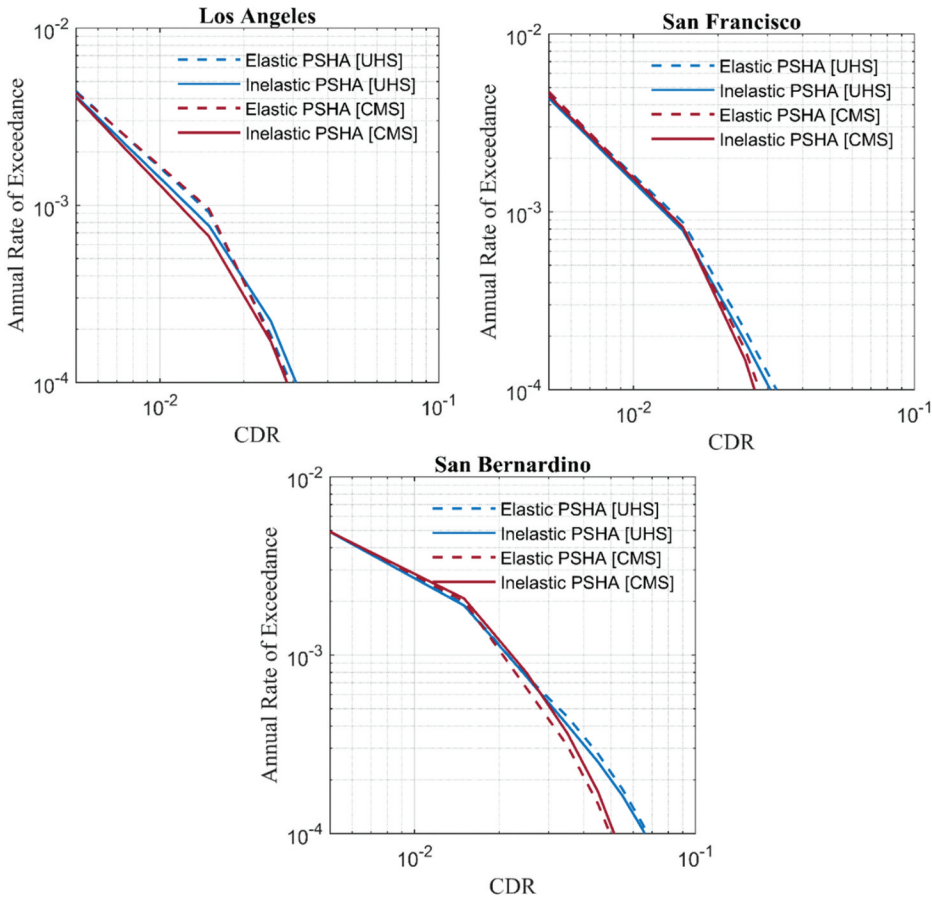 Los Angeles
10-2
Elastic PSHA [UHS]
Inelastic PSHA [UHS]
Elastic PSHA [CMS]
Inelastic PSHA [CMS]
Annual Rate of Exceedance
10-3
10-4
10-2
10-1
CDR
San Francisco
10-2
Elastic PSHA [UHS]
Inelastic PSHA [UHS]
Elastic PSHA [CMS]
Inelastic PSHA [CMS]
Annual Rate of Exceedance
10-3
10-4
10-2
10-1
CDR
San Bernardino
10-2
Elastic PSHA [UHS]
Inelastic PSHA [UHS]
Elastic PSHA [CMS]
Inelastic PSHA [CMS]
Annual Rate of Exceedance
10-3
10-4
10-2
10-1
CDR